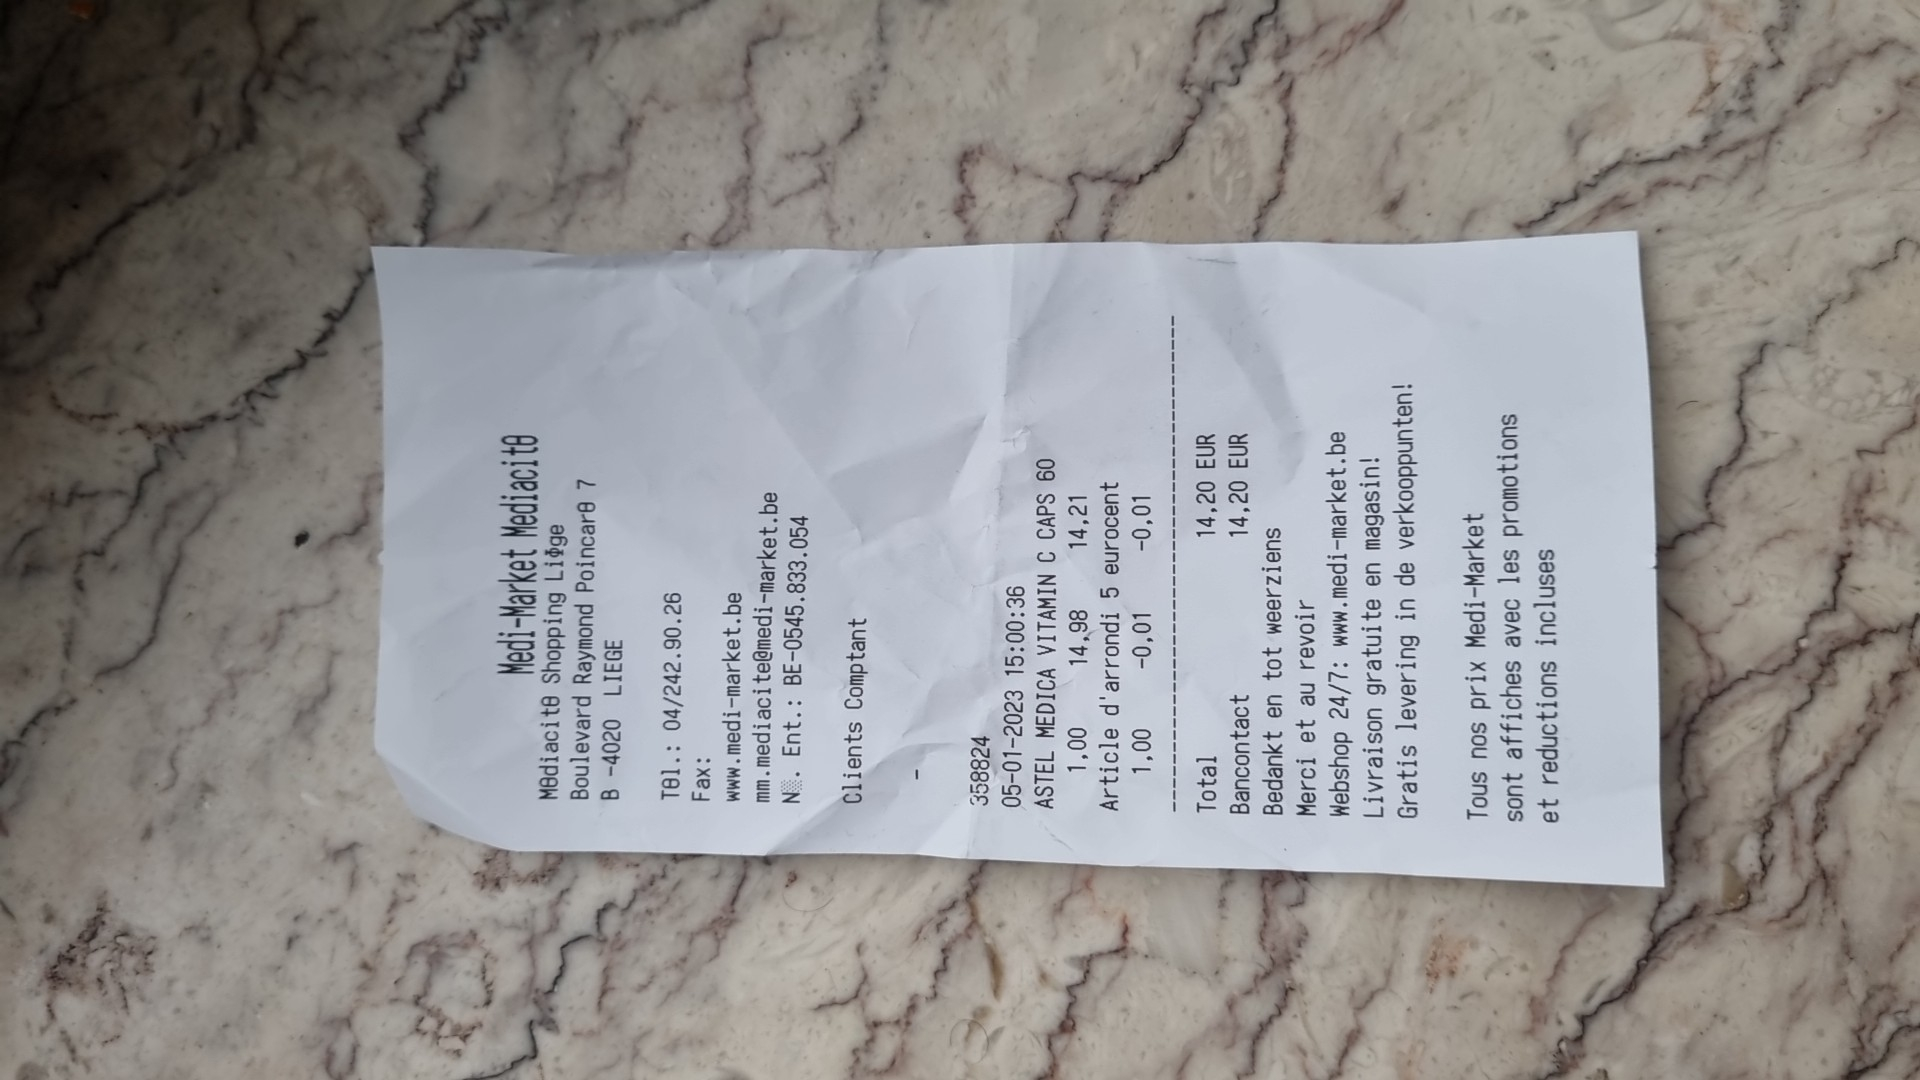 Medi-Market Mediacitθ
Mθdiacitθ Shopping LiΦge
Boulevard Raymond Poincarθ 7
B -4020 LIEGE
Tθl.: 04/242.90.26
Fax:
www.medi-market.be
mm.mediacite@medi-market.be
N░. Ent.: BE-0545.833.054
Clients Comptant
-
358824
05-01-2023 15:00:36
ASTEL MEDICA VITAMIN C CAPS 60
1,00 14,98 14,21
Article d'arrondi 5 eurocent
1,00 -0,01 -0,01
Total 14,20 EUR
Bancontact 14,20 EUR
Bedankt en tot weerziens
Merci et au revoir
Webshop 24/7: www.medi-market.be
Livraison gratuite en magasin!
Gratis levering in de verkooppunten!
Tous nos prix Medi-Market
sont affiches avec les promotions
et reductions incluses